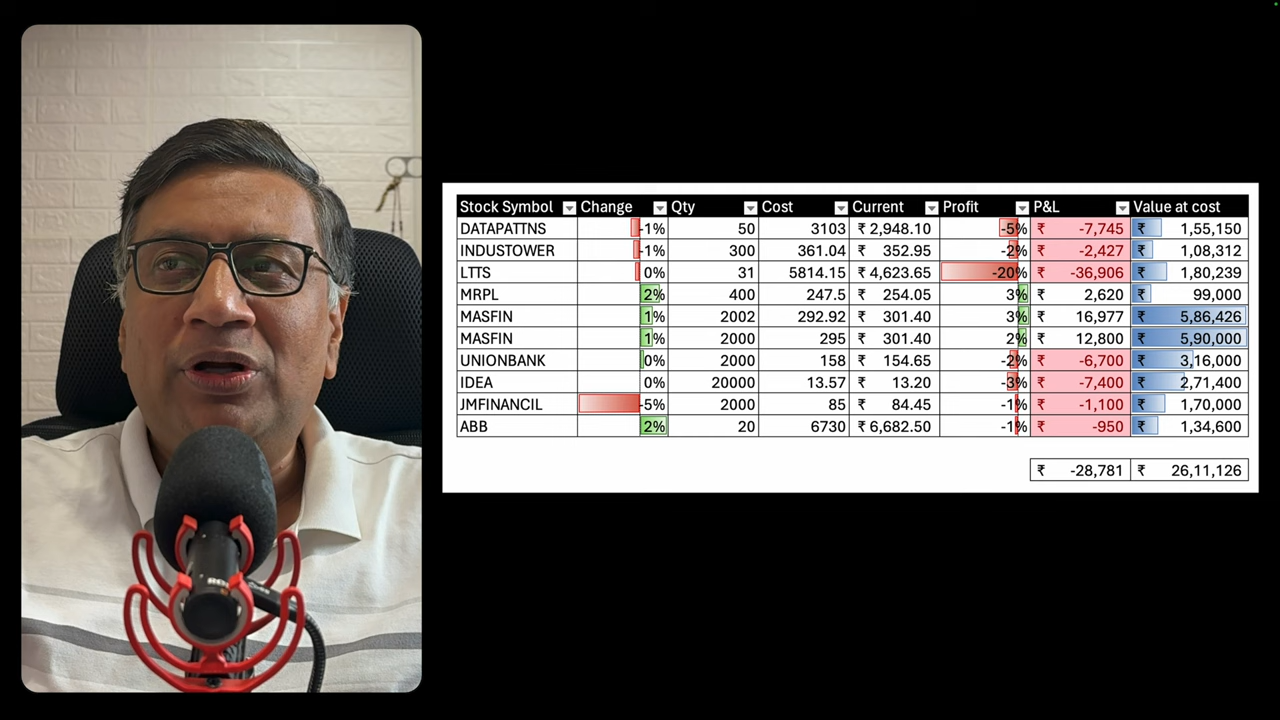 Stock Symbol Change Qty Cost Current Profit P&L Value at cost
DATAPATTNS -1% 50 3103 ₹ 2,948.10 -5% ₹ -7,745 ₹ 1,55,150
INDUSTOWER -1% 300 361.04 ₹ 352.95 -2% ₹ -2,427 ₹ 1,08,312
LTTS 0% 31 5814.15 ₹ 4,623.65 -20% ₹ -36,906 ₹ 1,80,239
MRPL 2% 400 247.5 ₹ 254.05 3% ₹ 2,620 ₹ 99,000
MASFIN 1% 2002 292.92 ₹ 301.40 3% ₹ 16,977 ₹ 5,86,426
MASFIN 1% 2000 295 ₹ 301.40 2% ₹ 12,800 ₹ 5,90,000
UNIONBANK 0% 2000 158 ₹ 154.65 -2% ₹ -6,700 ₹ 3,16,000
IDEA 0% 20000 13.57 ₹ 13.20 -3% ₹ -7,400 ₹ 2,71,400
JMFINANCIL -5% 2000 85 ₹ 84.45 -1% ₹ -1,100 ₹ 1,70,000
ABB 2% 20 6730 ₹ 6,682.50 -1% ₹ -950 ₹ 1,34,600
₹ -28,781 ₹ 26,11,126